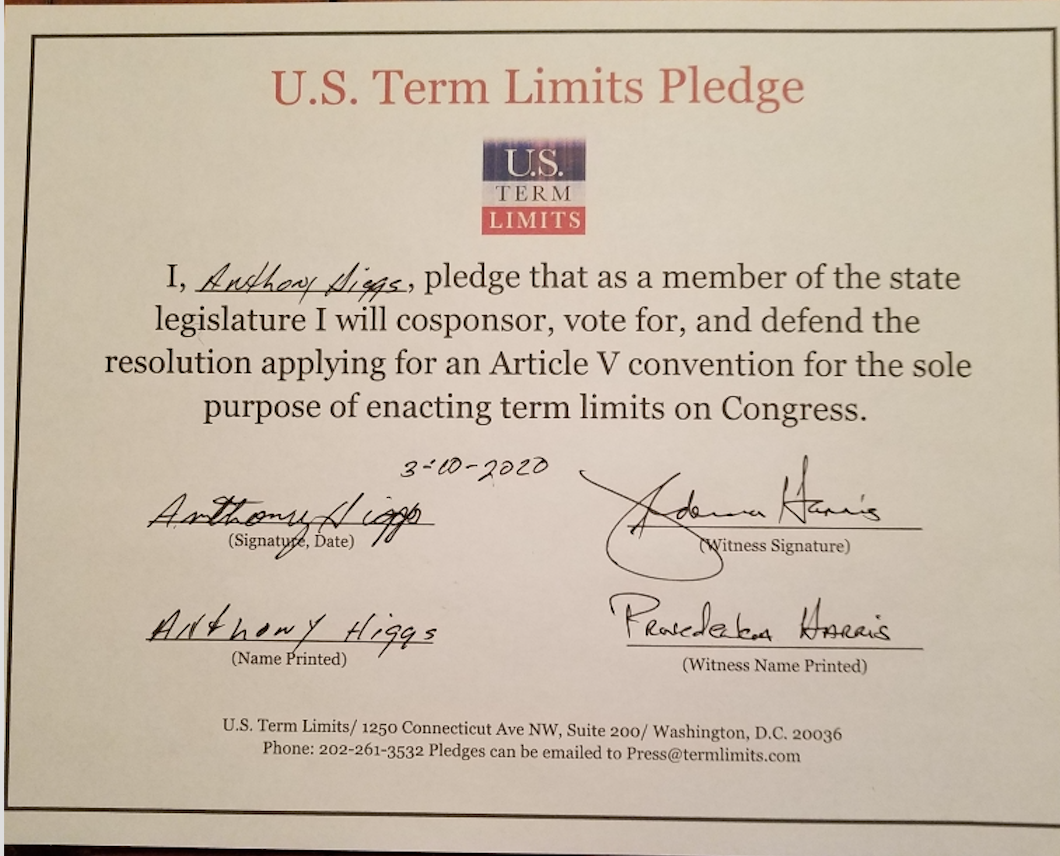 U.S. Term Limits Pledge
U.S.
TERM
LIMITS
I, Anthony Higgs, pledge that as a member of the state
legislature I will cosponsor, vote for, and defend the
resolution applying for an Article V convention for the sole
purpose of enacting term limits on Congress.
3-10-2020
Anthony Higgs
Harris
(Signature, Date)
(Witness Signature)
Anthony Higgs
HARRIS
(Name Printed)
(Witness Name Printed)
U.S. Term Limits/ 1250 Connecticut Ave NW, Suite 200/ Washington, D.C. 20036
Phone: 202-261-3532 Pledges can be emailed to Press@termlimits.com